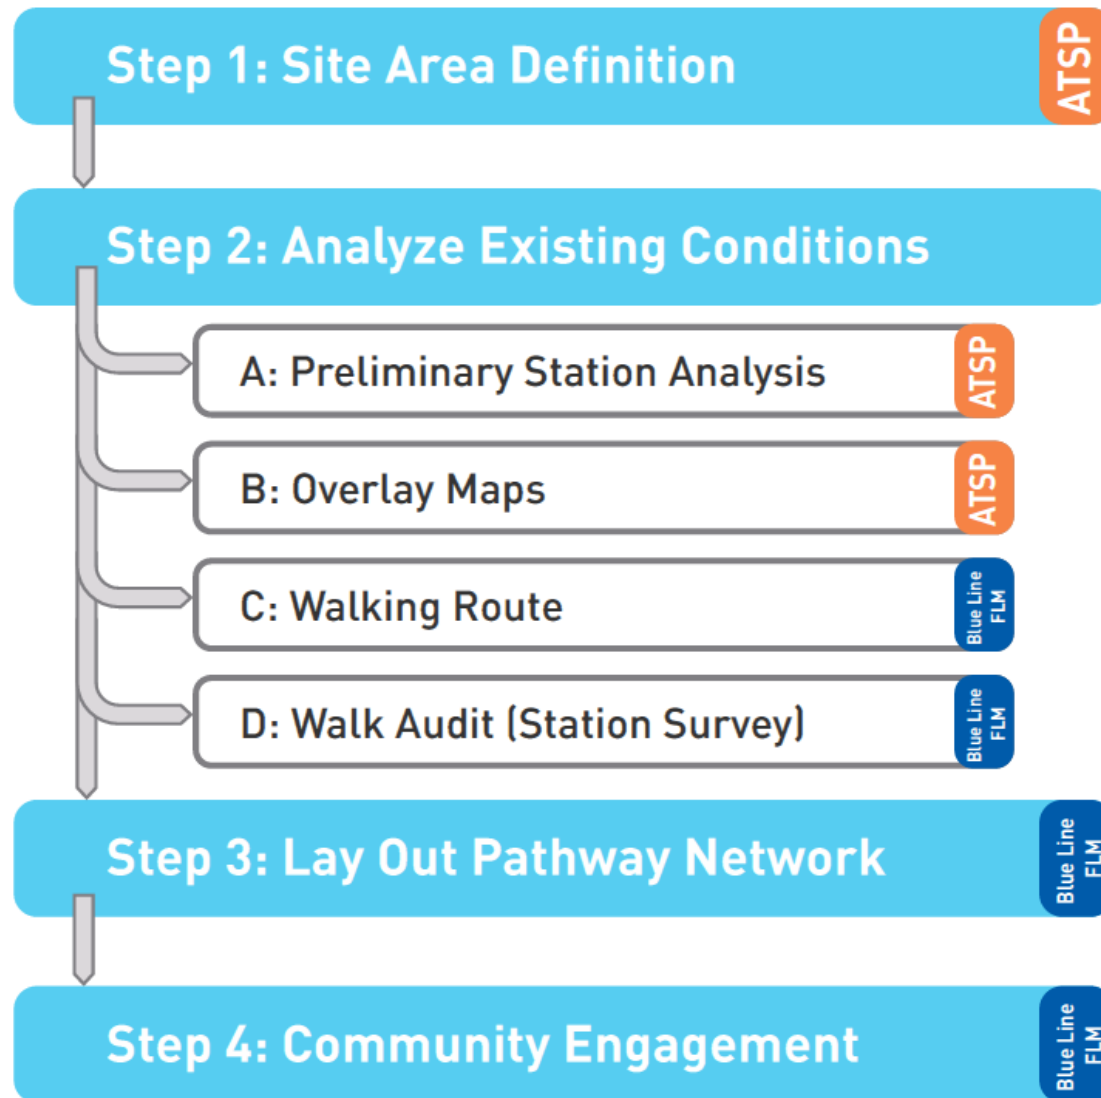 Step 1: Site Area Definition
ATSP
Step 2: Analyze Existing Conditions
A: Preliminary Station Analysis
ATSP
B: Overlay Maps
ATSP
C: Walking Route
Blue Line
FLM
D: Walk Audit (Station Survey)
Blue Line
FLM
Step 3: Lay Out Pathway Network
Blue Line
FLM
Step 4: Community Engagement
Blue Line
FLM